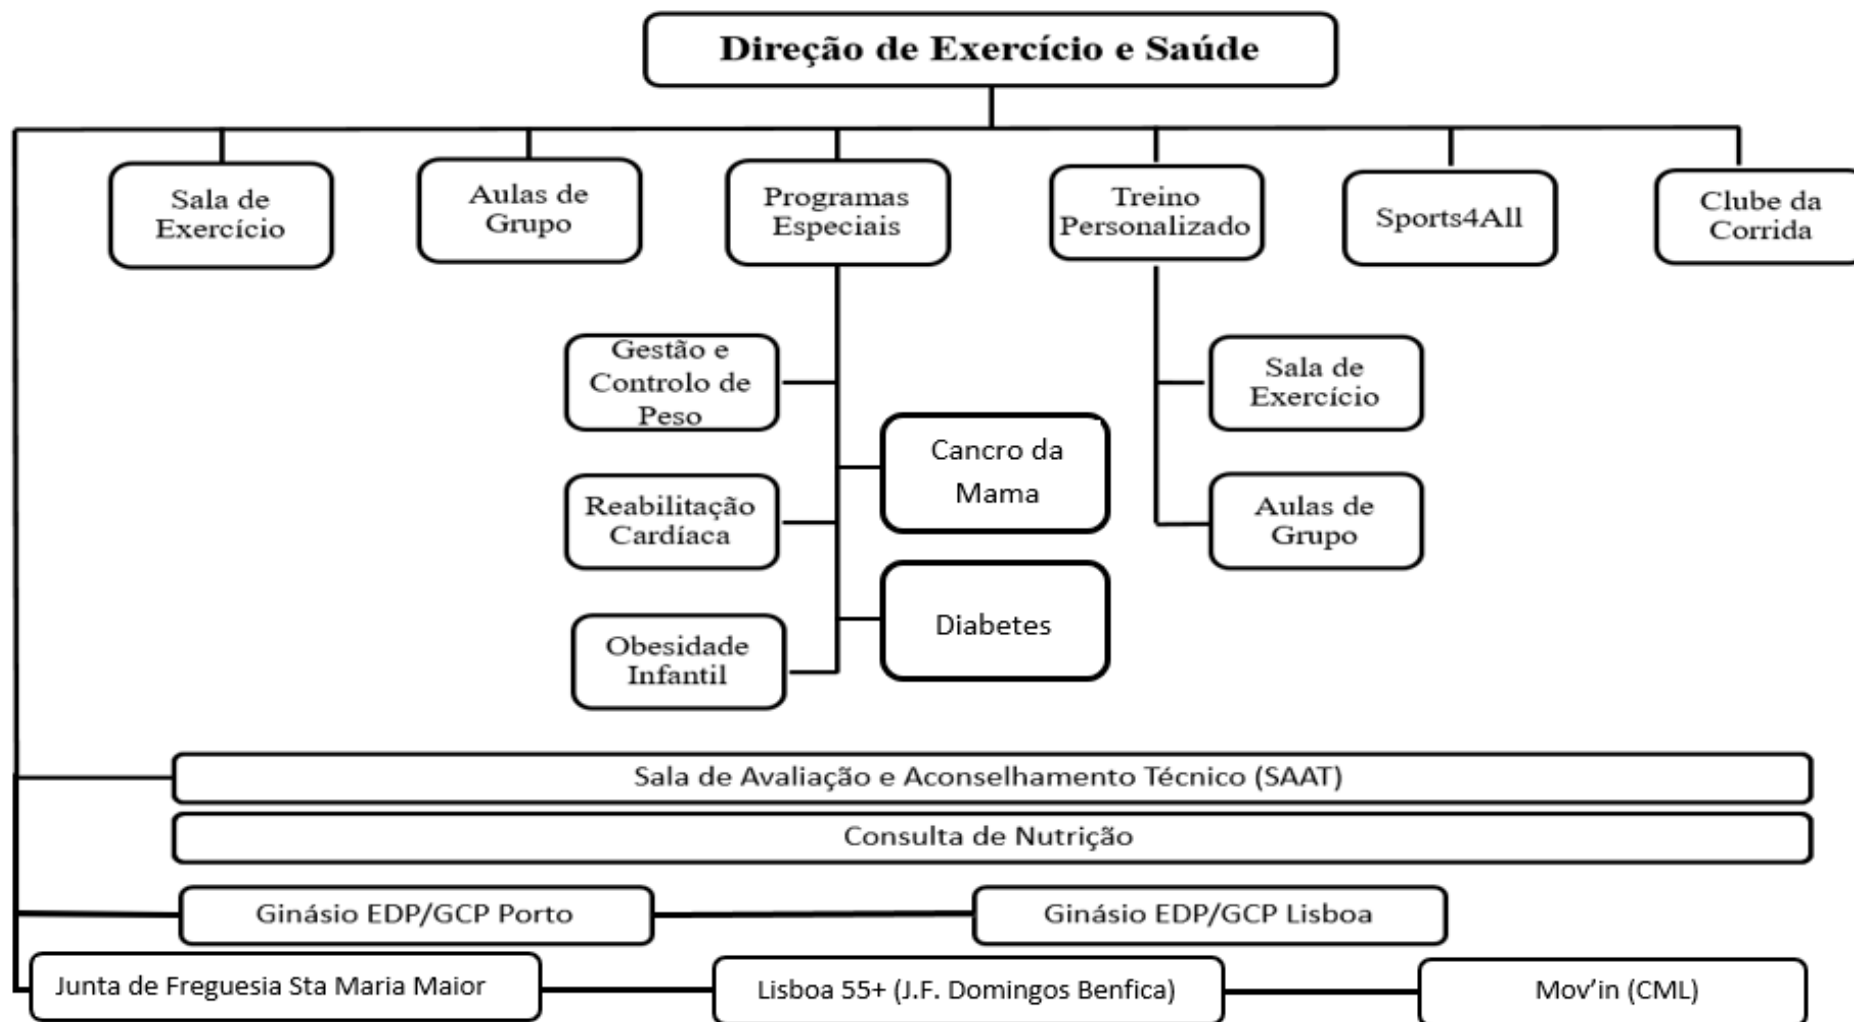 Direção de Exercício e Saúde
Sala de
Exercício
Aulas de
Grupo
Programas
Especiais
Treino
Personalizado
Sports4All
Clube da
Corrida
Gestão e
Controlo de
Peso
Sala de
Exercício
Cancro da
Mama
Reabilitação
Cardíaca
Aulas de
Grupo
Diabetes
Obesidade
Infantil
Sala de Avaliação e Aconselhamento Técnico (SAAT)
Consulta de Nutrição
Ginásio EDP/GCP Porto
Ginásio EDP/GCP Lisboa
Junta de Freguesia Sta Maria Maior
Lisboa 55+ (J.F. Domingos Benfica)
Mov’in (CML)